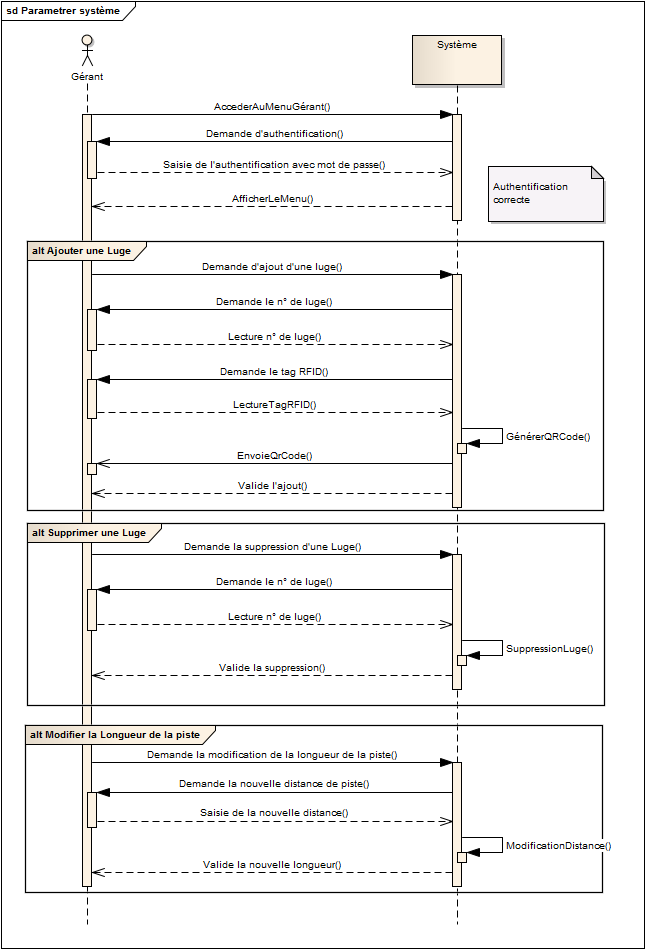 sd Parametrer système
Gérant
Système
AccederAuMenuGérant()
Demande d'authentification()
Saisie de l'authentification avec mot de passe()
Authentification
correcte
AfficherLeMenu()
alt Ajouter une Luge
Demande d'ajout d'une luge()
Demande le n° de luge()
Lecture n° de luge()
Demande le tag RFID()
LectureTagRFID()
GénérerQRCode()
EnvoieQrCode()
Valide l'ajout()
alt Supprimer une Luge
Demande la suppression d'une Luge()
Demande le n° de luge()
Lecture n° de luge()
SuppressionLuge()
Valide la suppression()
alt Modifier la Longueur de la piste
Demande la modification de la longueur de la piste()
Demande la nouvelle distance de piste()
Saisie de la nouvelle distance()
ModificationDistance()
Valide la nouvelle longueur()